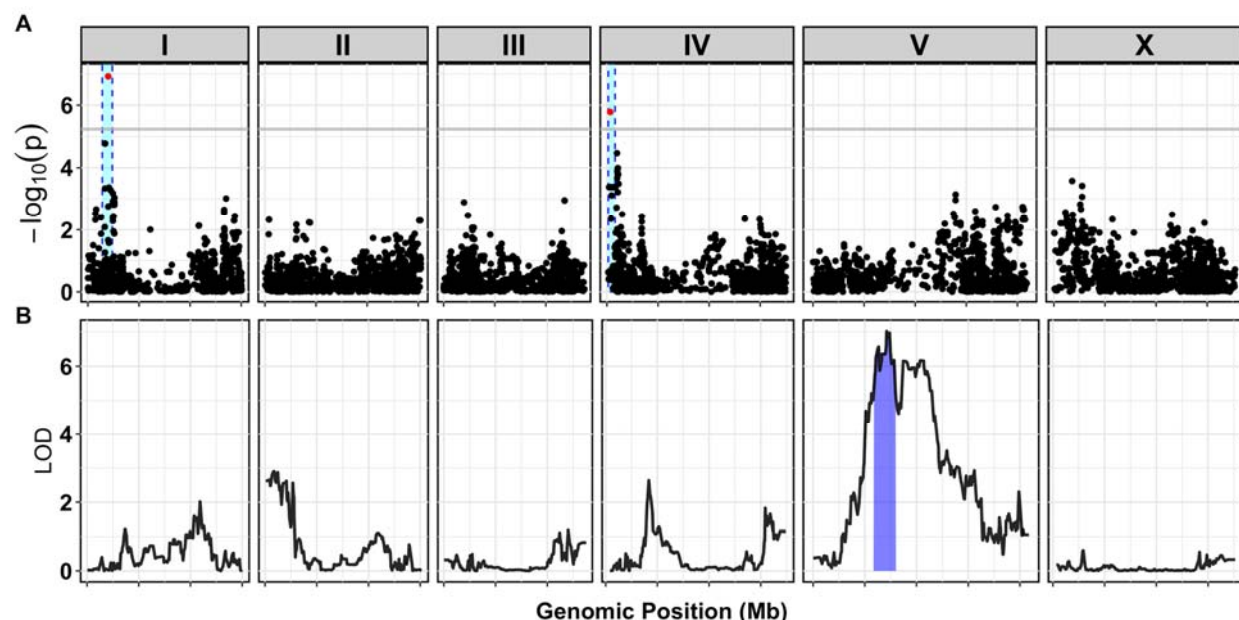 A
I II III IV V X
6
4
2
0
−log10(p)
B
6
4
2
0
LOD
Genomic Position (Mb)